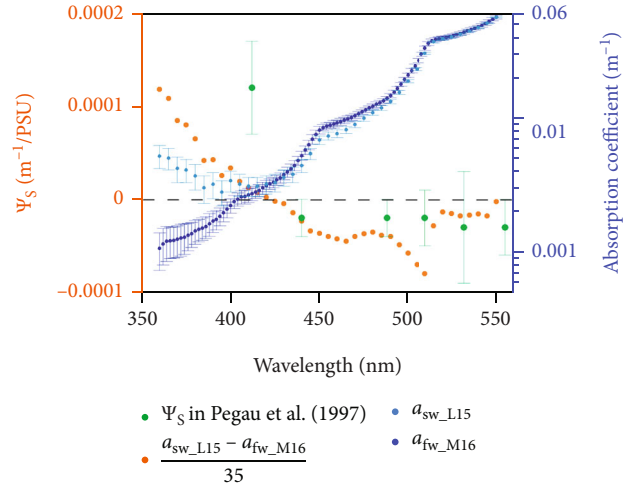 0.0002
0.0001
0
−0.0001
Ψ_S (m⁻¹/PSU)
0.06
0.01
0.001
Absorption coefficient (m⁻¹)
350 400 450 500 550
Wavelength (nm)
Ψ_S in Pegau et al. (1997)
a_sw_L15 − a_fw_M16
35
a_sw_L15
a_fw_M16